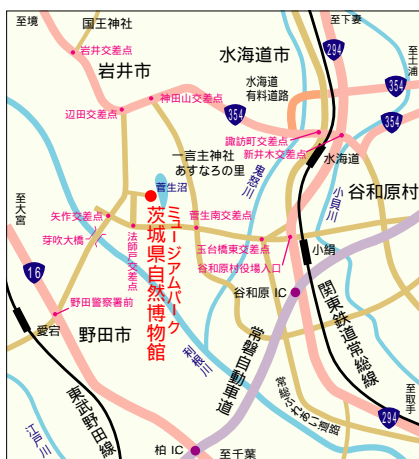 至境
国王神社
至下妻
岩井交差点
294
水海道市
至土浦
岩井市
神田山交差点
水海道
有料道路
354
354
辺田交差点
354
諏訪町交差点
新井木交差点
354
一言主神社
あすなろの里
水海道
鬼怒川
菅生沼
小貝川
谷和原村
至大宮
矢作交差点
菅生南交差点
芽吹大橋
法師戸交差点
ミュージアムパーク
茨城県自然博物館
玉台橋東交差点
小絹
谷和原村役場入口
16
谷和原 IC
野田警察署前
関東鉄道常総線
愛宕
野田市
利根川
常磐自動車道
常総ふれあい道路
至取手
東武野田線
294
江戸川
柏 IC
至千葉